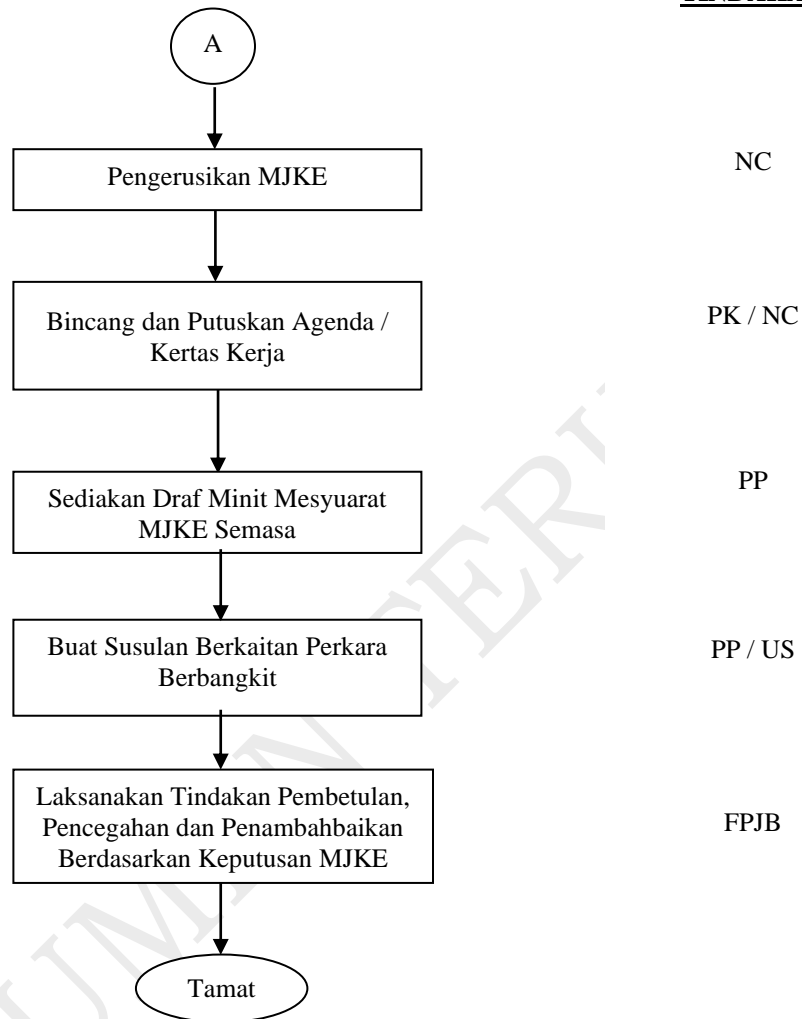 A
Pengerusikan MJKE
NC
Bincang dan Putuskan Agenda /
Kertas Kerja
PK / NC
Sediakan Draf Minit Mesyuarat
MJKE Semasa
PP
Buat Susulan Berkaitan Perkara
Berbangkit
PP / US
Laksanakan Tindakan Pembetulan,
Pencegahan dan Penambahbaikan
Berdasarkan Keputusan MJKE
FPJB
Tamat